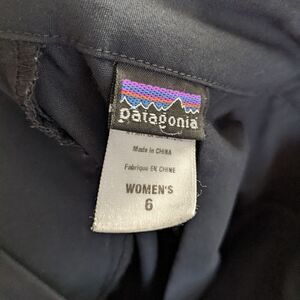 patagonia
Made in CHINA
Fabriqué EN CHINE
WOMEN'S
6